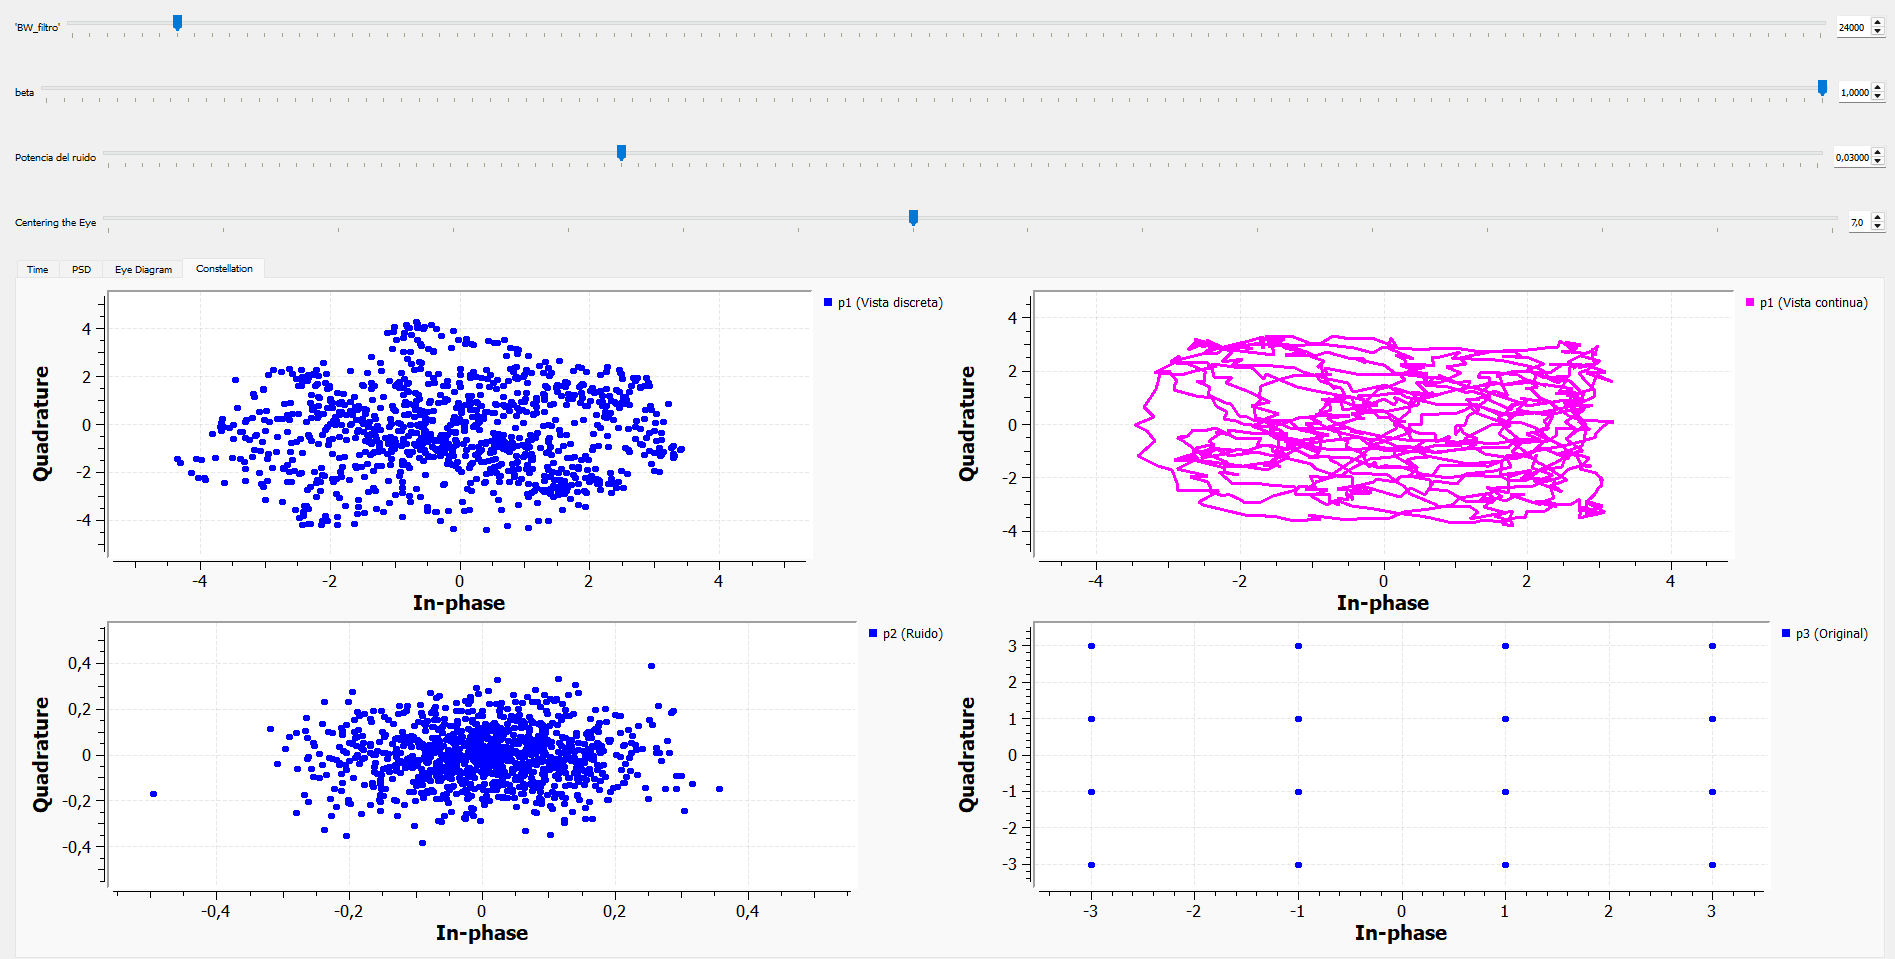 'BW_filtro' 24000
beta 1,0000
Potencia del ruido 0,03000
Centering the Eye 7,0
Time PSD Eye Diagram Constellation
p1 (Vista discreta)
Quadrature
4
2
0
-2
-4
-4 -2 0 2 4
In-phase
p1 (Vista continua)
Quadrature
4
2
0
-2
-4
-4 -2 0 2 4
In-phase
p2 (Ruido)
Quadrature
0,4
0,2
0
-0,2
-0,4
-0,4 -0,2 0 0,2 0,4
In-phase
p3 (Original)
Quadrature
3
2
1
0
-1
-2
-3
-3 -2 -1 0 1 2 3
In-phase